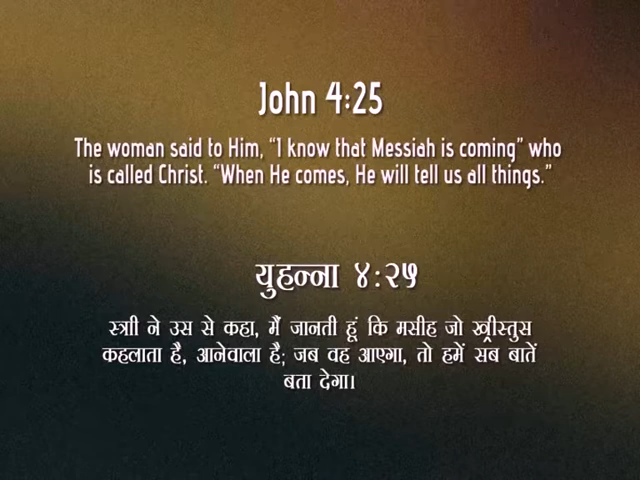 John 4:25
The woman said to Him, “I know that Messiah is coming” who
is called Christ. “When He comes, He will tell us all things.”
युहन्ना ४:२५
स्त्राी ने उस से कहा, मैं जानती हूं कि मसीह जो ख्रीस्तुस
कहलाता है, आनेवाला है; जब वह आएगा, तो हमें सब बातें
बता देगा।